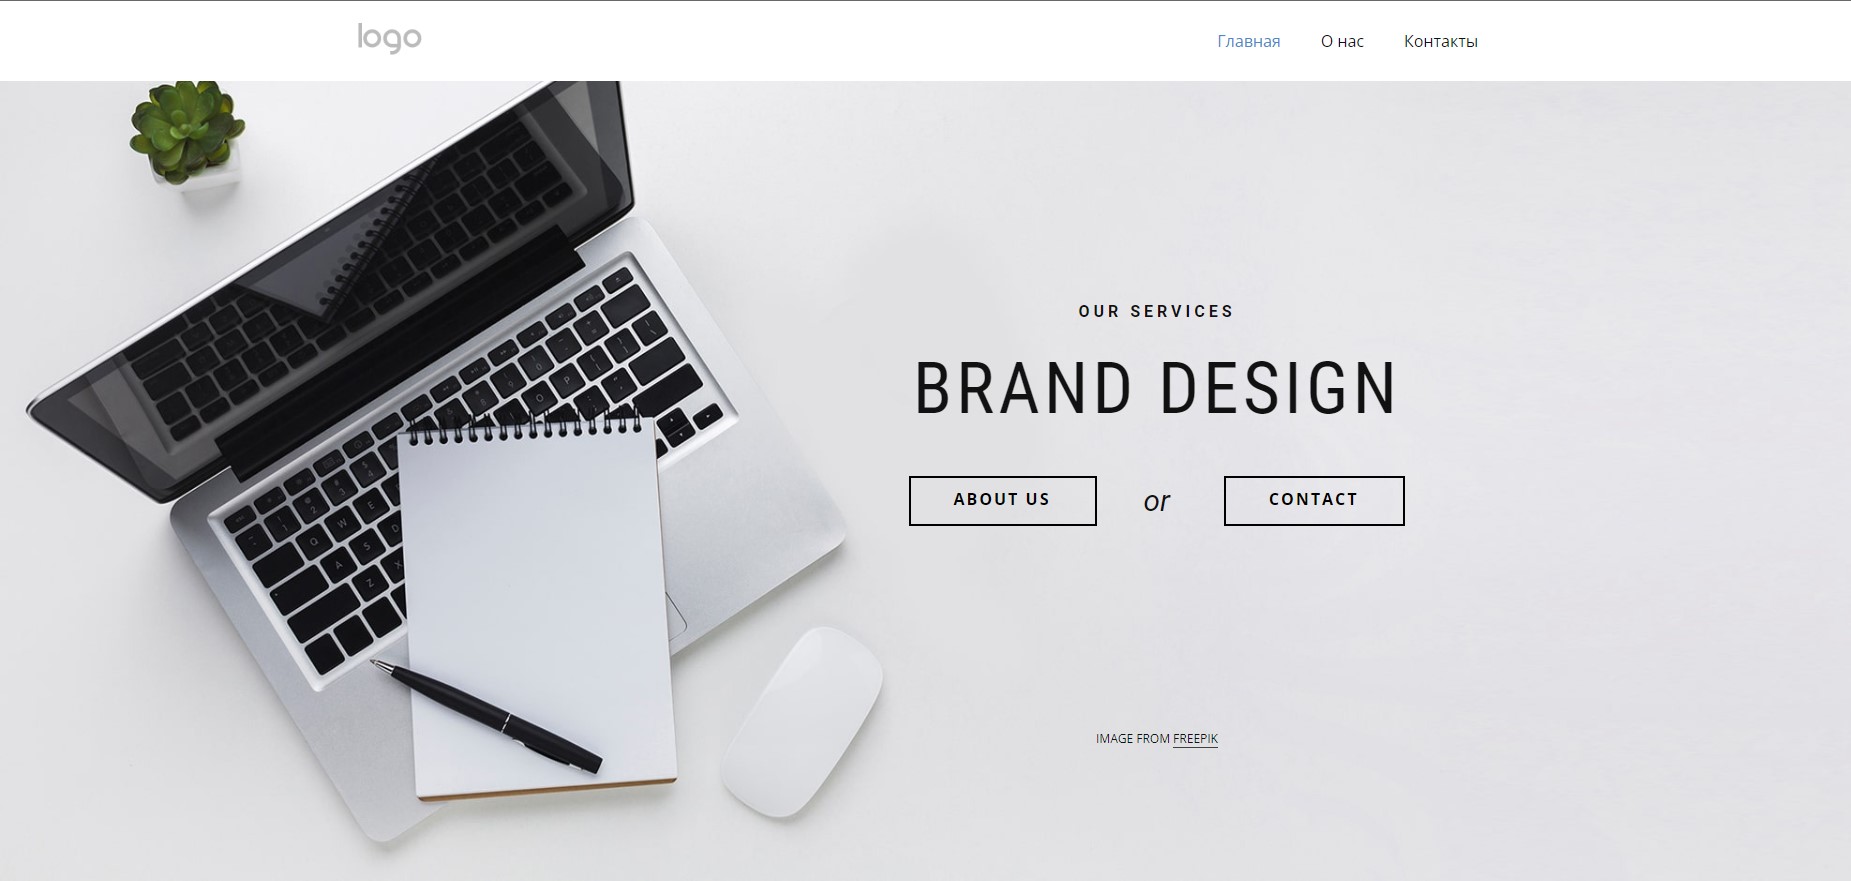 logo
Главная О нас Контакты
OUR SERVICES
BRAND DESIGN
ABOUT US or CONTACT
IMAGE FROM FREEPIK